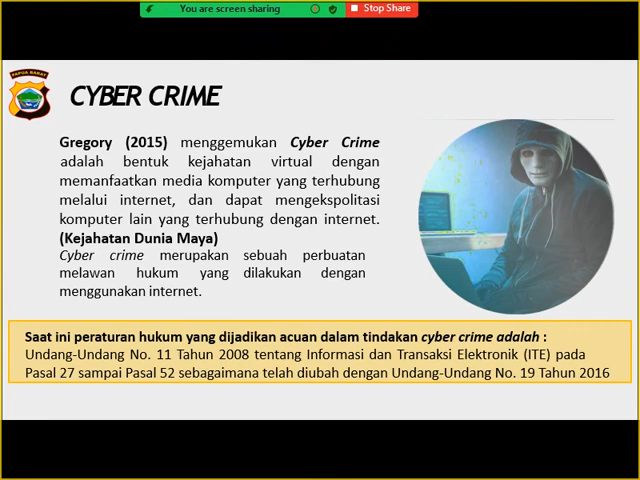 You are screen sharing
Stop Share
PAPUA BARAT
CYBER CRIME
Gregory (2015) menggemukan Cyber Crime
adalah bentuk kejahatan virtual dengan
memanfaatkan media komputer yang terhubung
melalui internet, dan dapat mengekspolitasi
komputer lain yang terhubung dengan internet.
(Kejahatan Dunia Maya)
Cyber crime merupakan sebuah perbuatan
melawan hukum yang dilakukan dengan
menggunakan internet.
Saat ini peraturan hukum yang dijadikan acuan dalam tindakan cyber crime adalah :
Undang-Undang No. 11 Tahun 2008 tentang Informasi dan Transaksi Elektronik (ITE) pada
Pasal 27 sampai Pasal 52 sebagaimana telah diubah dengan Undang-Undang No. 19 Tahun 2016